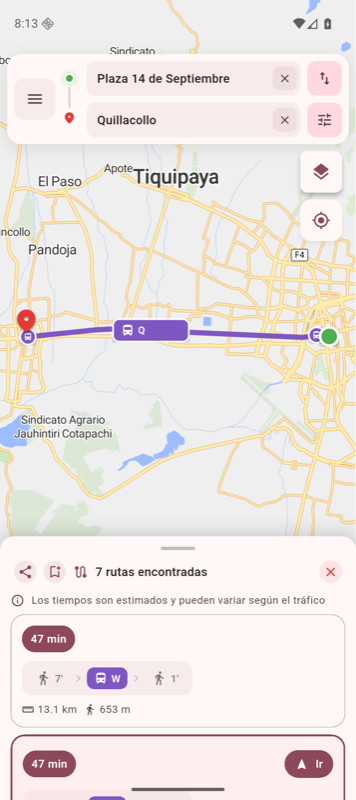 8:13
Sindicato
Plaza 14 de Septiembre
Quillacollo
Apote
Tiquipaya
El Paso
ncollo
Pandoja
F4
Q
Sindicato Agrario
Jauhintiri Cotapachi
7 rutas encontradas
Los tiempos son estimados y pueden variar según el tráfico
47 min
7' W 1'
13.1 km 653 m
47 min Ir